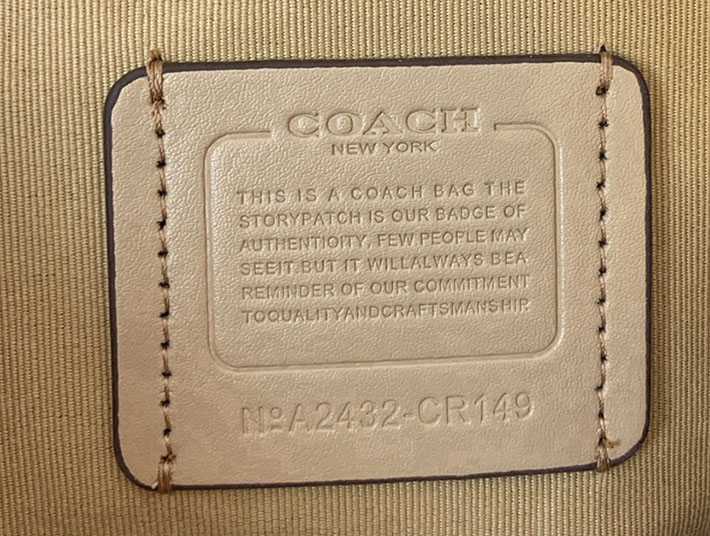 COACH
NEW YORK
THIS IS A COACH BAG THE
STORYPATCH IS OUR BADGE OF
AUTHENTIOITY, FEW PEOPLE MAY
SEEIT.BUT IT WILLALWAYS BEA
REMINDER OF OUR COMMITMENT
TOQUALITYANDCRAFTSMANSHIP.
NoA2432-CR149